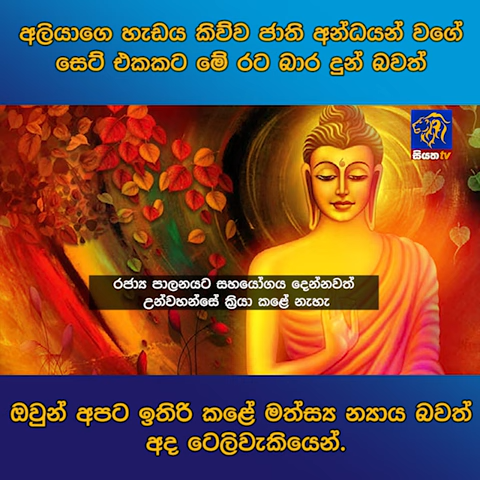 අලියාගෙ හැඩය කිව්ව ජාති අන්ධයන් වගේ
සෙට් එකකට මේ රට බාර දුන් බවත්
සියත tv
රාජ්‍ය පාලනයට සහයෝගය දෙන්නවත්
උන්වහන්සේ ක්‍රියා කළේ නැහැ
ඔවුන් අපට ඉතිරි කළේ මත්ස්‍ය න්‍යාය බවත්
අද ටෙලිවැකියෙන්.